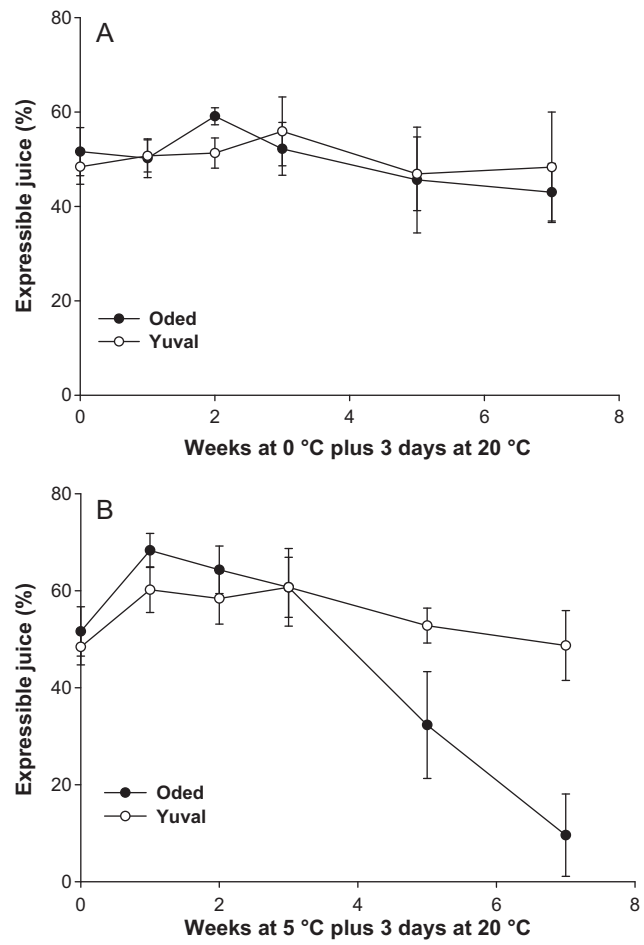 80
A
60
Expressible juice (%)
40
20
Oded
Yuval
0
0 2 4 6 8
Weeks at 0 °C plus 3 days at 20 °C
80
B
60
Expressible juice (%)
40
20
Oded
Yuval
0
0 2 4 6 8
Weeks at 5 °C plus 3 days at 20 °C